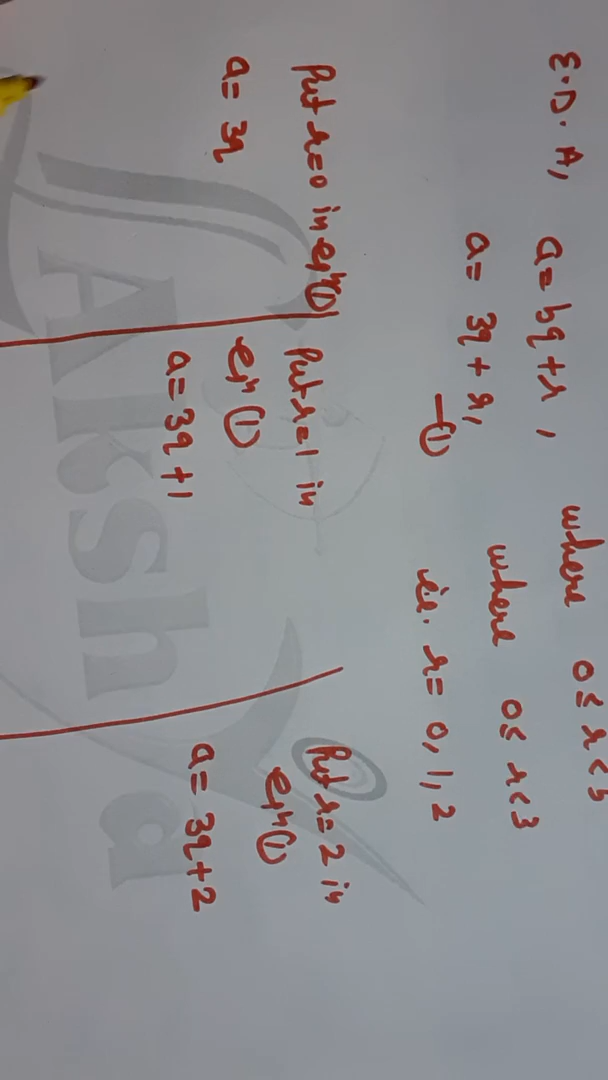 E.D.A, a = bq + r, where 0 ≤ r < b
a = 3q + r, where 0 ≤ r < 3
—① i.e. r = 0, 1, 2
Put r=0 in eqn ①
a = 3q
Put r=1 in
eqn ①
a = 3q + 1
Put r=2 in
eqn ①
a = 3q + 2
Aksh
a